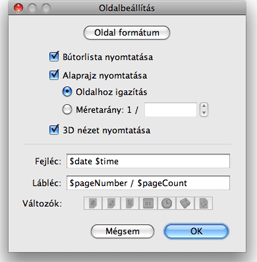 Oldalbeállítás
Oldal formátum
Bútorlista nyomtatása
Alaprajz nyomtatása
Oldalhoz igazítás
Méretarány: 1 /
3D nézet nyomtatása
Fejléc: $date $time
Lábléc: $pageNumber / $pageCount
Változók:
Mégsem OK